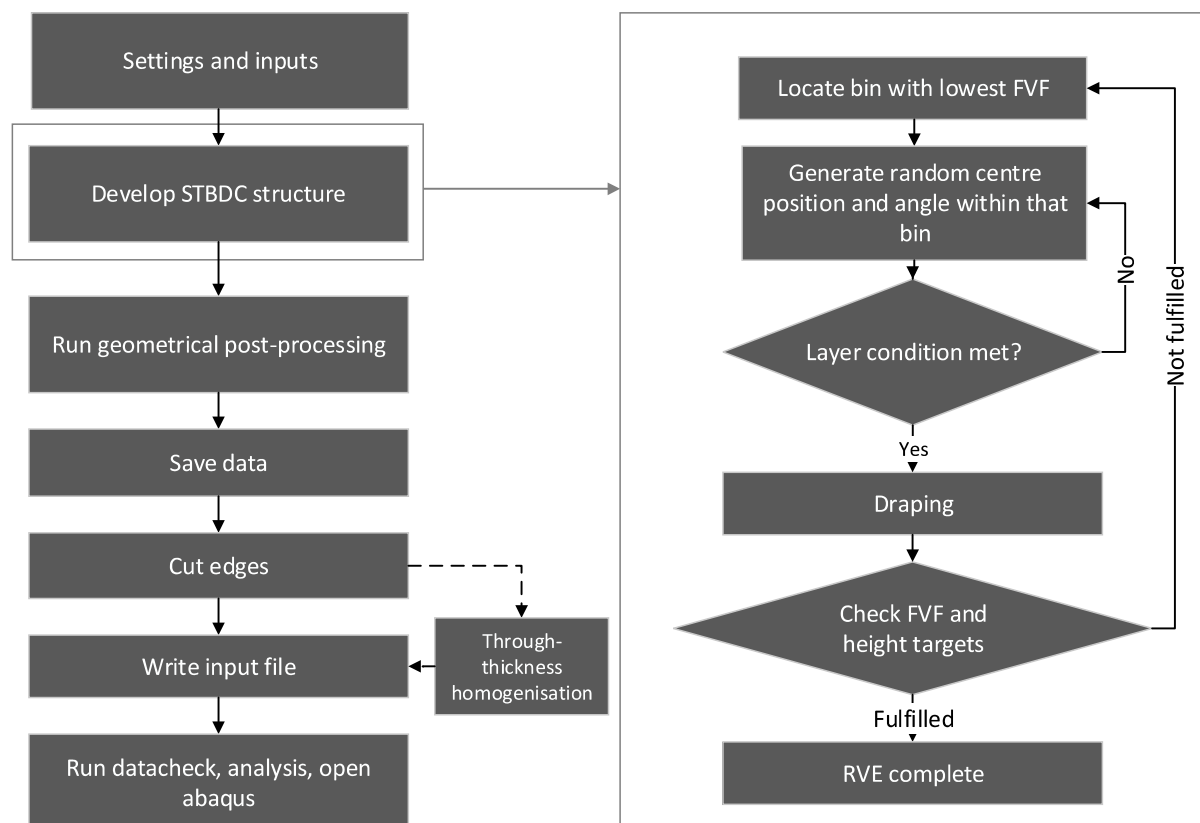 Settings and inputs
Develop STBDC structure
Run geometrical post-processing
Save data
Cut edges
Through-
thickness
homogenisation
Write input file
Run datacheck, analysis, open
abaqus
Locate bin with lowest FVF
Generate random centre
position and angle within that
bin
No
Layer condition met?
Not fulfilled
Yes
Draping
Check FVF and
height targets
Fulfilled
RVE complete